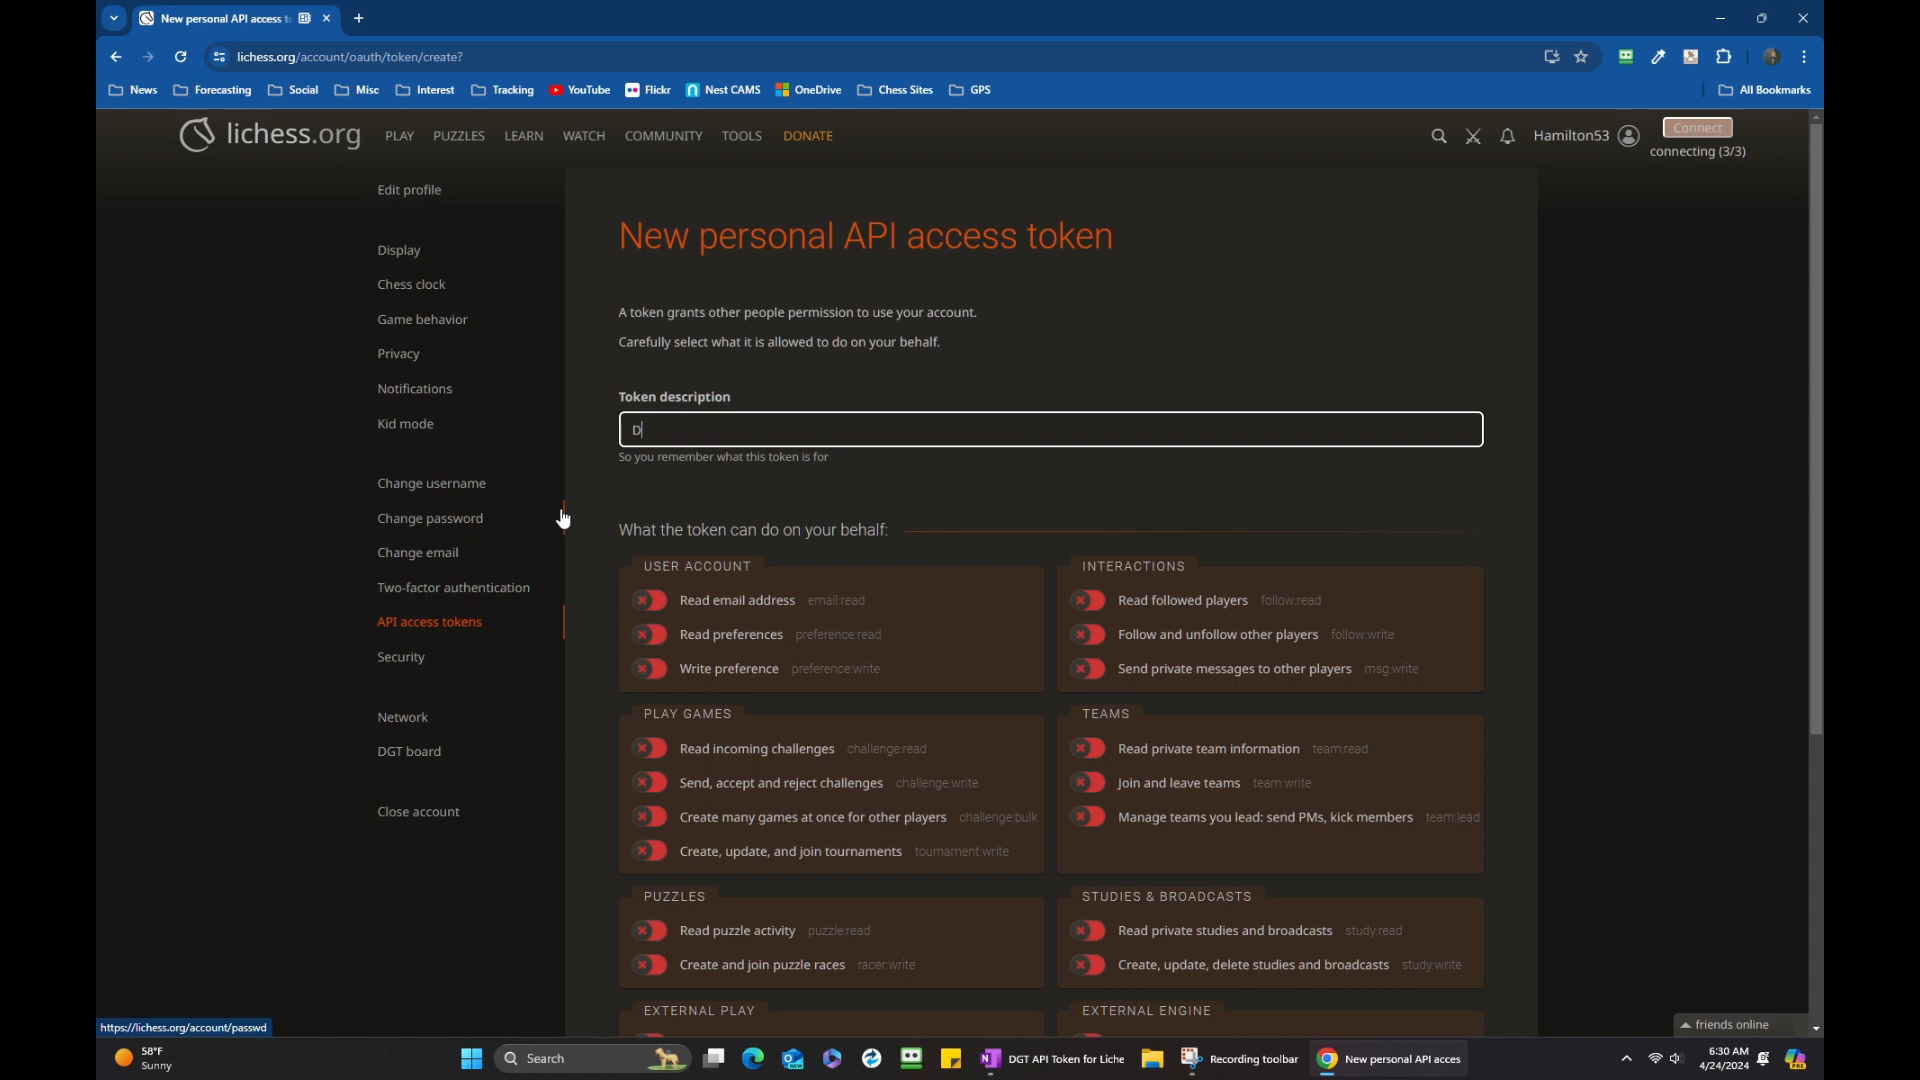 New personal API access to
lichess.org/account/oauth/token/create?
News Forecasting Social Misc Interest Tracking YouTube Flickr Nest CAMS OneDrive Chess Sites GPS All Bookmarks
lichess.org PLAY PUZZLES LEARN WATCH COMMUNITY TOOLS DONATE Hamilton53 Connect
connecting (3/3)
Edit profile
Display
Chess clock
Game behavior
Privacy
Notifications
Kid mode
Change username
Change password
Change email
Two-factor authentication
API access tokens
Security
Network
DGT board
Close account
New personal API access token
A token grants other people permission to use your account.
Carefully select what it is allowed to do on your behalf.
Token description
D
So you remember what this token is for
What the token can do on your behalf:
USER ACCOUNT
Read email address email:read
Read preferences preference:read
Write preference preference:write
INTERACTIONS
Read followed players follow:read
Follow and unfollow other players follow:write
Send private messages to other players msg:write
PLAY GAMES
Read incoming challenges challenge:read
Send, accept and reject challenges challenge:write
Create many games at once for other players challenge:bulk
Create, update, and join tournaments tournament:write
TEAMS
Read private team information team:read
Join and leave teams team:write
Manage teams you lead: send PMs, kick members team:lead
PUZZLES
Read puzzle activity puzzle:read
Create and join puzzle races racer:write
STUDIES & BROADCASTS
Read private studies and broadcasts study:read
Create, update, delete studies and broadcasts study:write
EXTERNAL PLAY
EXTERNAL ENGINE
https://lichess.org/account/passwd
friends online
58°F
Sunny
Search
DGT API Token for Liche
Recording toolbar
New personal API acces
6:30 AM
4/24/2024